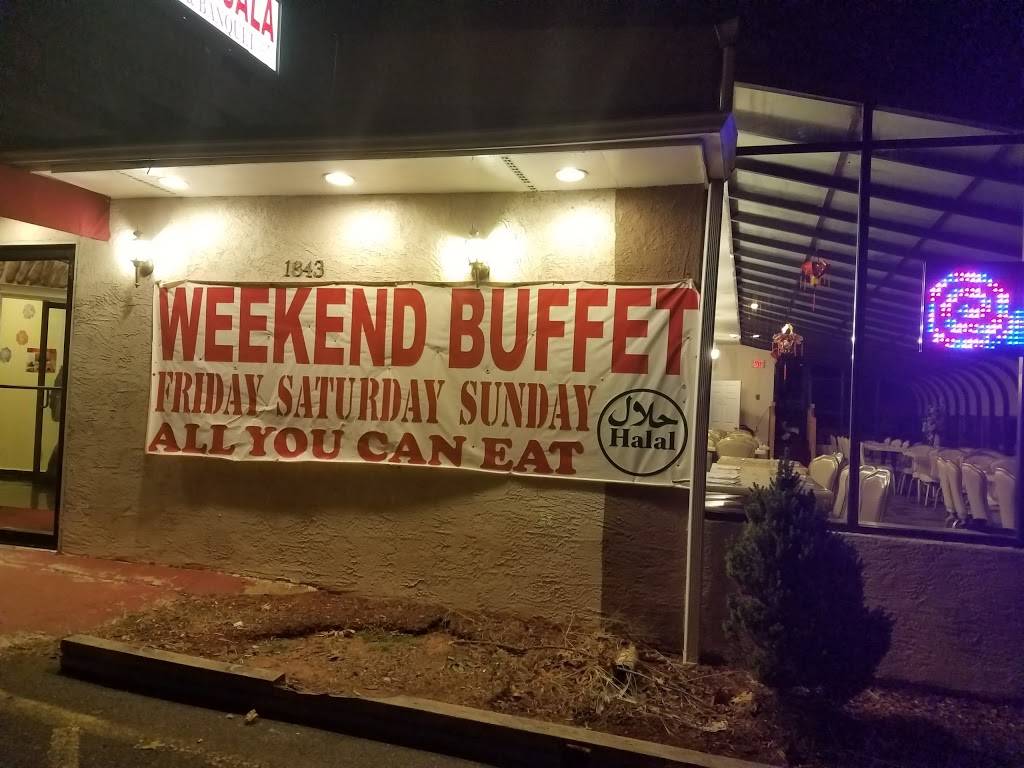 & BANQUET
1843
WEEKEND BUFFET
FRIDAY SATURDAY SUNDAY
ALL YOU CAN EAT
حلال
Halal